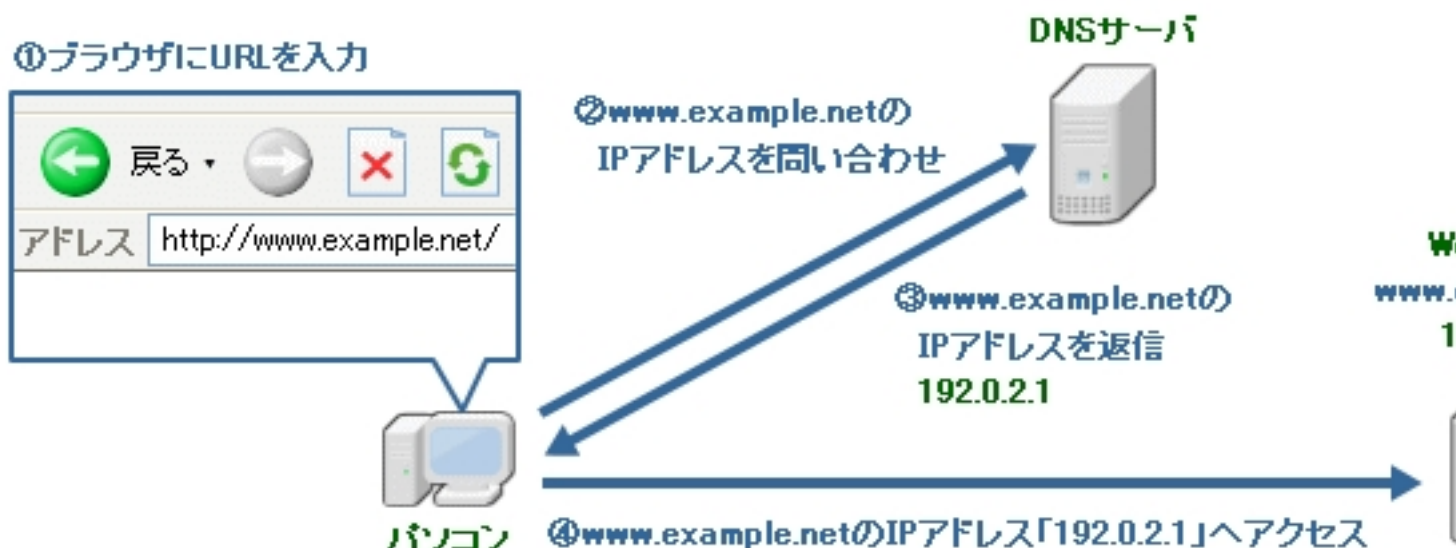 DNSサーバ
①ブラウザにURLを入力
②www.example.netの
IPアドレスを問い合わせ
戻る
アドレス http://www.example.net/
③www.example.netの
IPアドレスを返信
192.0.2.1
パソコン
④www.example.netのIPアドレス「192.0.2.1」へアクセス